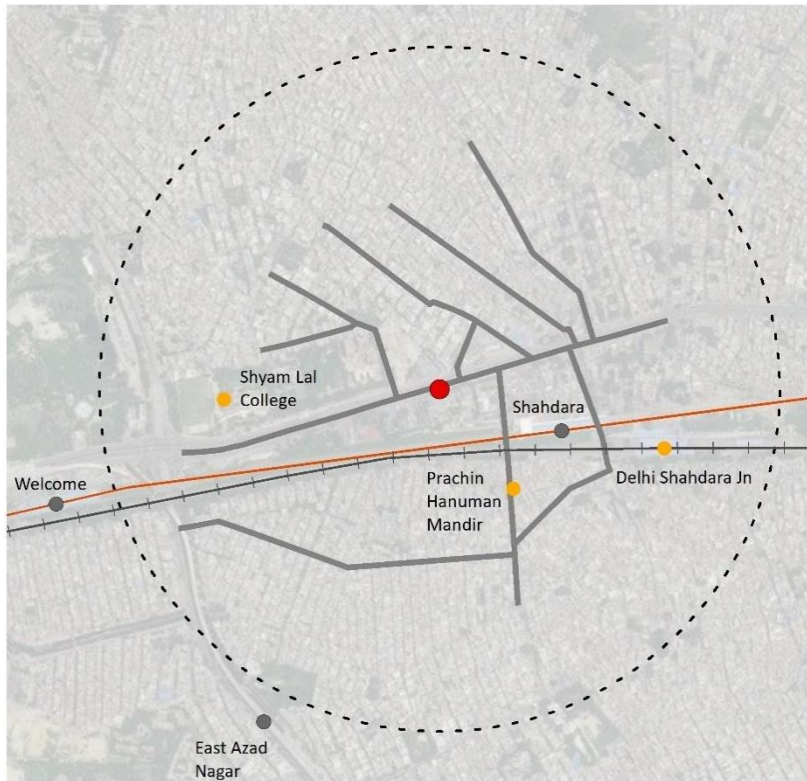 Shyam Lal
College
Shahdara
Welcome
Prachin
Hanuman
Mandir
Delhi Shahdara Jn
East Azad
Nagar